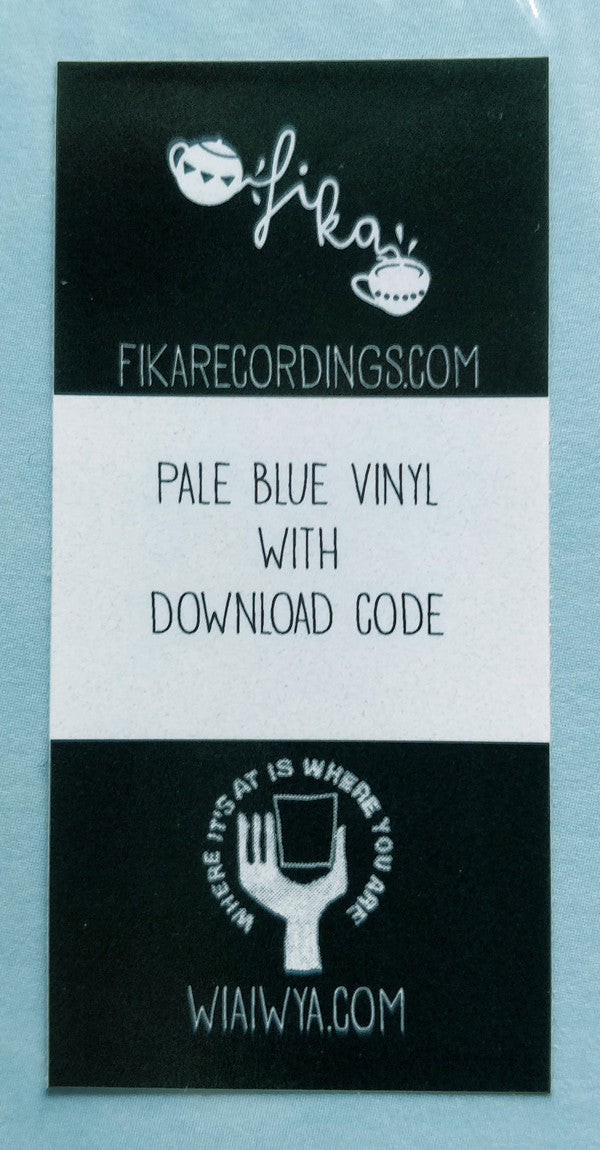 fika
FIKARECORDINGS.COM
PALE BLUE VINYL
WITH
DOWNLOAD CODE
WHERE IT'S AT IS WHERE YOU ARE
WIAIWYA.COM